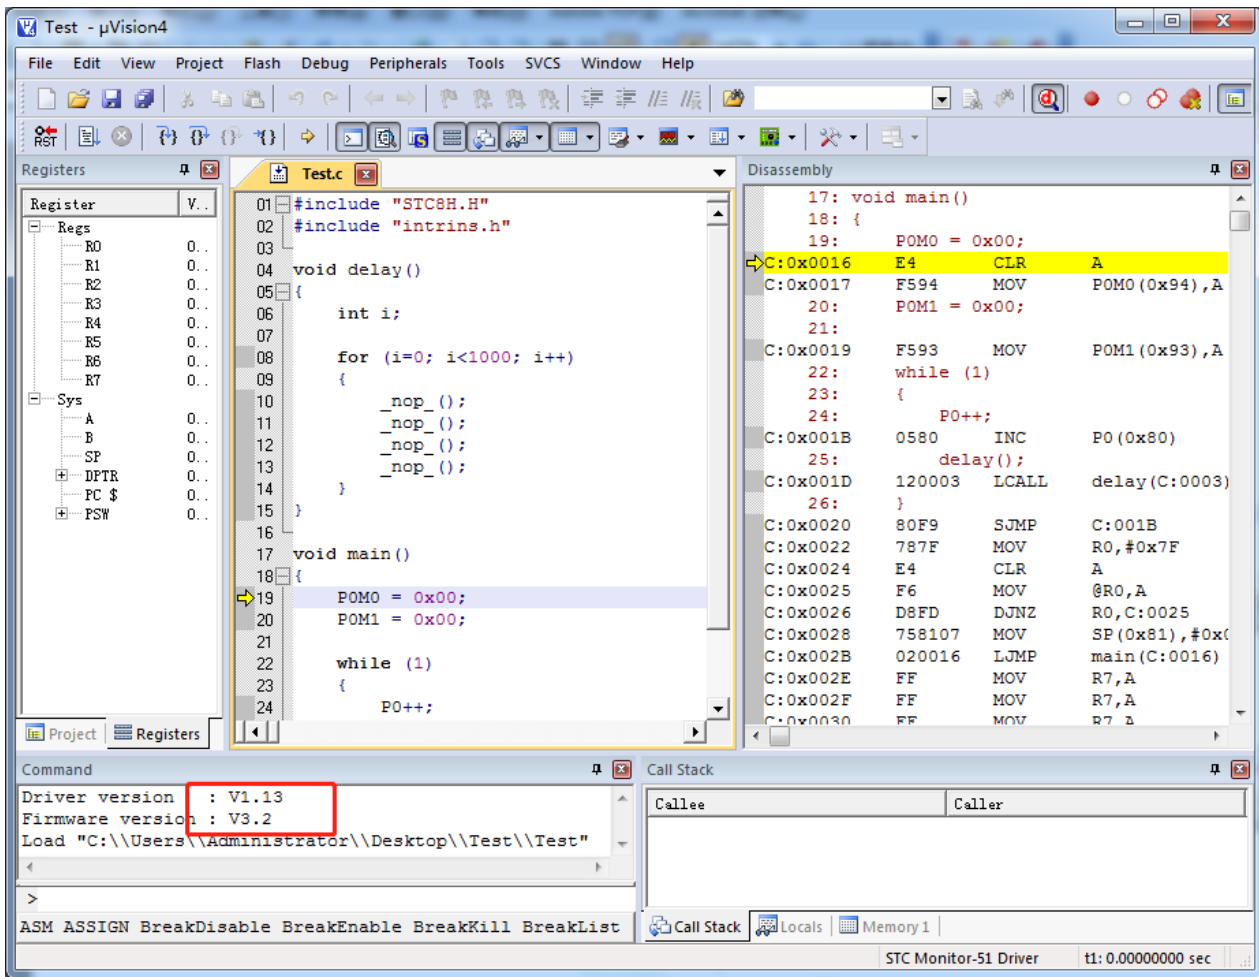 Test - µVision4
File Edit View Project Flash Debug Peripherals Tools SVCS Window Help
RST
Registers
Register V..
Regs
R0 0..
R1 0..
R2 0..
R3 0..
R4 0..
R5 0..
R6 0..
R7 0..
Sys
A 0..
B 0..
SP 0..
DPTR 0..
PC $ 0..
PSW 0..
Project Registers
Test.c
01 #include "STC8H.H"
02 #include "intrins.h"
03
04 void delay()
05 {
06 int i;
07
08 for (i=0; i<1000; i++)
09 {
10 _nop_();
11 _nop_();
12 _nop_();
13 _nop_();
14 }
15 }
16
17 void main()
18 {
19 P0M0 = 0x00;
20 P0M1 = 0x00;
21
22 while (1)
23 {
24 P0++;
Disassembly
17: void main()
18: {
19: P0M0 = 0x00;
C:0x0016 E4 CLR A
C:0x0017 F594 MOV P0M0(0x94),A
20: P0M1 = 0x00;
21:
C:0x0019 F593 MOV P0M1(0x93),A
22: while (1)
23: {
24: P0++;
C:0x001B 0580 INC P0(0x80)
25: delay();
C:0x001D 120003 LCALL delay(C:0003)
26: }
C:0x0020 80F9 SJMP C:001B
C:0x0022 787F MOV R0,#0x7F
C:0x0024 E4 CLR A
C:0x0025 F6 MOV @R0,A
C:0x0026 D8FD DJNZ R0,C:0025
C:0x0028 758107 MOV SP(0x81),#0x0
C:0x002B 020016 LJMP main(C:0016)
C:0x002E FF MOV R7,A
C:0x002F FF MOV R7,A
C:0x0030 FF MOV R7,A
Command
Driver version : V1.13
Firmware version : V3.2
Load "C:\\Users\\Administrator\\Desktop\\Test\\Test"
>
ASM ASSIGN BreakDisable BreakEnable BreakKill BreakList
Call Stack
Callee Caller
Call Stack Locals Memory 1
STC Monitor-51 Driver t1: 0.00000000 sec